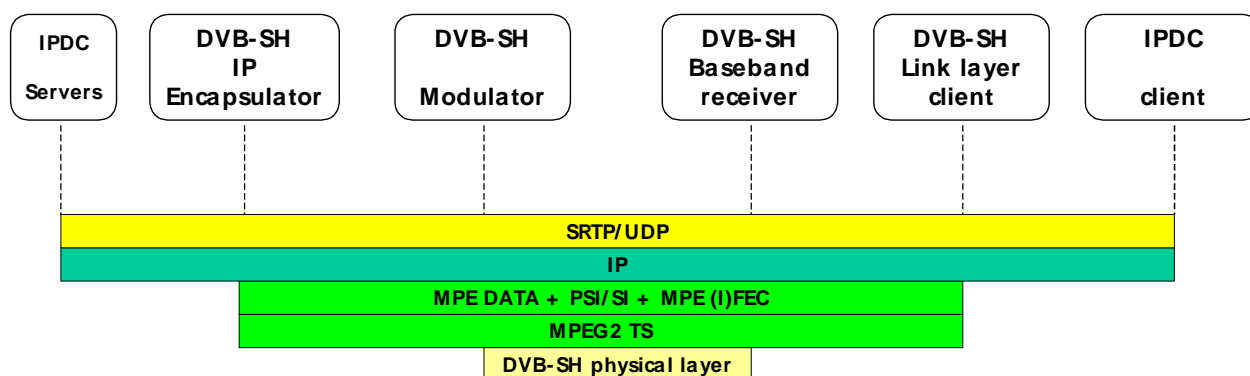 IPDC
Servers
DVB-SH
IP
Encapsulator
DVB-SH
Modulator
DVB-SH
Baseband
receiver
DVB-SH
Link layer
client
IPDC
client
SRTP/UDP
IP
MPE DATA + PSI/SI + MPE (I)FEC
MPEG2 TS
DVB-SH physical layer